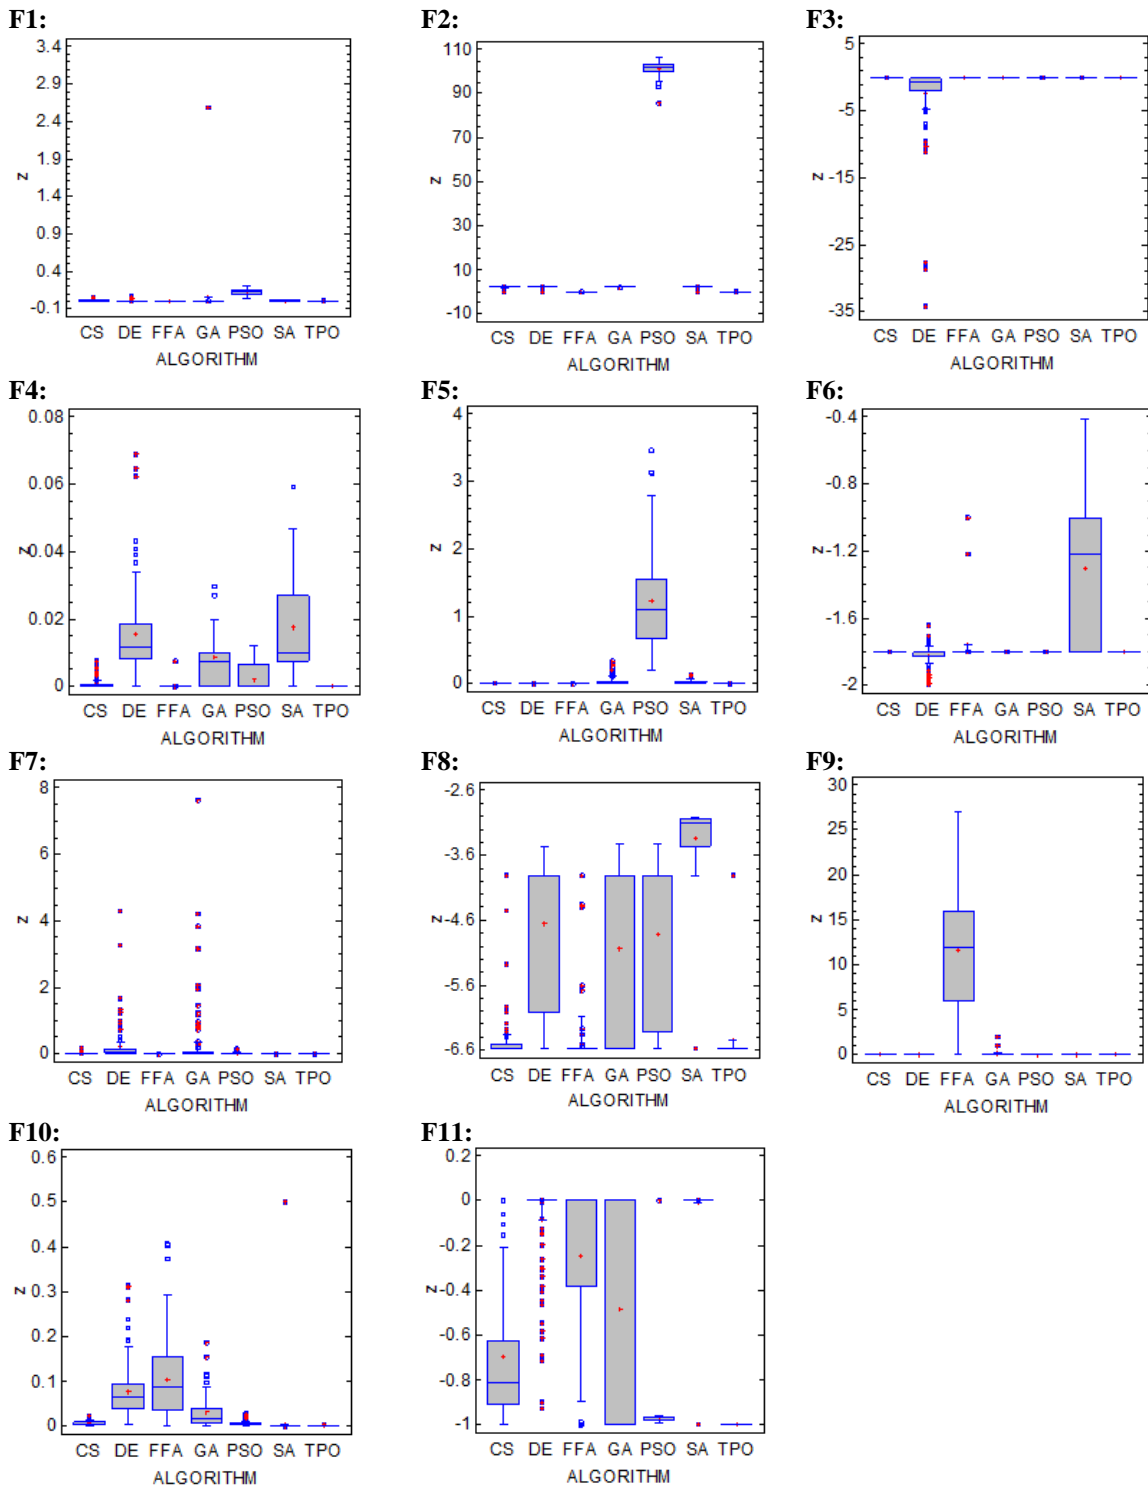 F1: F2: F3:
3.4
2.9
2.4
1.9
1.4
0.9
0.4
-0.1
z
CS DE FFA GA PSO SA TPO
ALGORITHM
110
90
70
50
30
10
-10
z
CS DE FFA GA PSO SA TPO
ALGORITHM
5
-5
-15
-25
-35
z
CS DE FFA GA PSO SA TPO
ALGORITHM
F4: F5: F6:
0.08
0.06
0.04
0.02
0
z
CS DE FFA GA PSO SA TPO
ALGORITHM
4
3
2
1
0
z
CS DE FFA GA PSO SA TPO
ALGORITHM
-0.4
-0.8
-1.2
-1.6
-2
z
CS DE FFA GA PSO SA TPO
ALGORITHM
F7: F8: F9:
8
6
4
2
0
z
CS DE FFA GA PSO SA TPO
ALGORITHM
-2.6
-3.6
-4.6
-5.6
-6.6
z
CS DE FFA GA PSO SA TPO
ALGORITHM
30
25
20
15
10
5
0
z
CS DE FFA GA PSO SA TPO
ALGORITHM
F10: F11:
0.6
0.5
0.4
0.3
0.2
0.1
0
z
CS DE FFA GA PSO SA TPO
ALGORITHM
0.2
0
-0.2
-0.4
-0.6
-0.8
-1
z
CS DE FFA GA PSO SA TPO
ALGORITHM